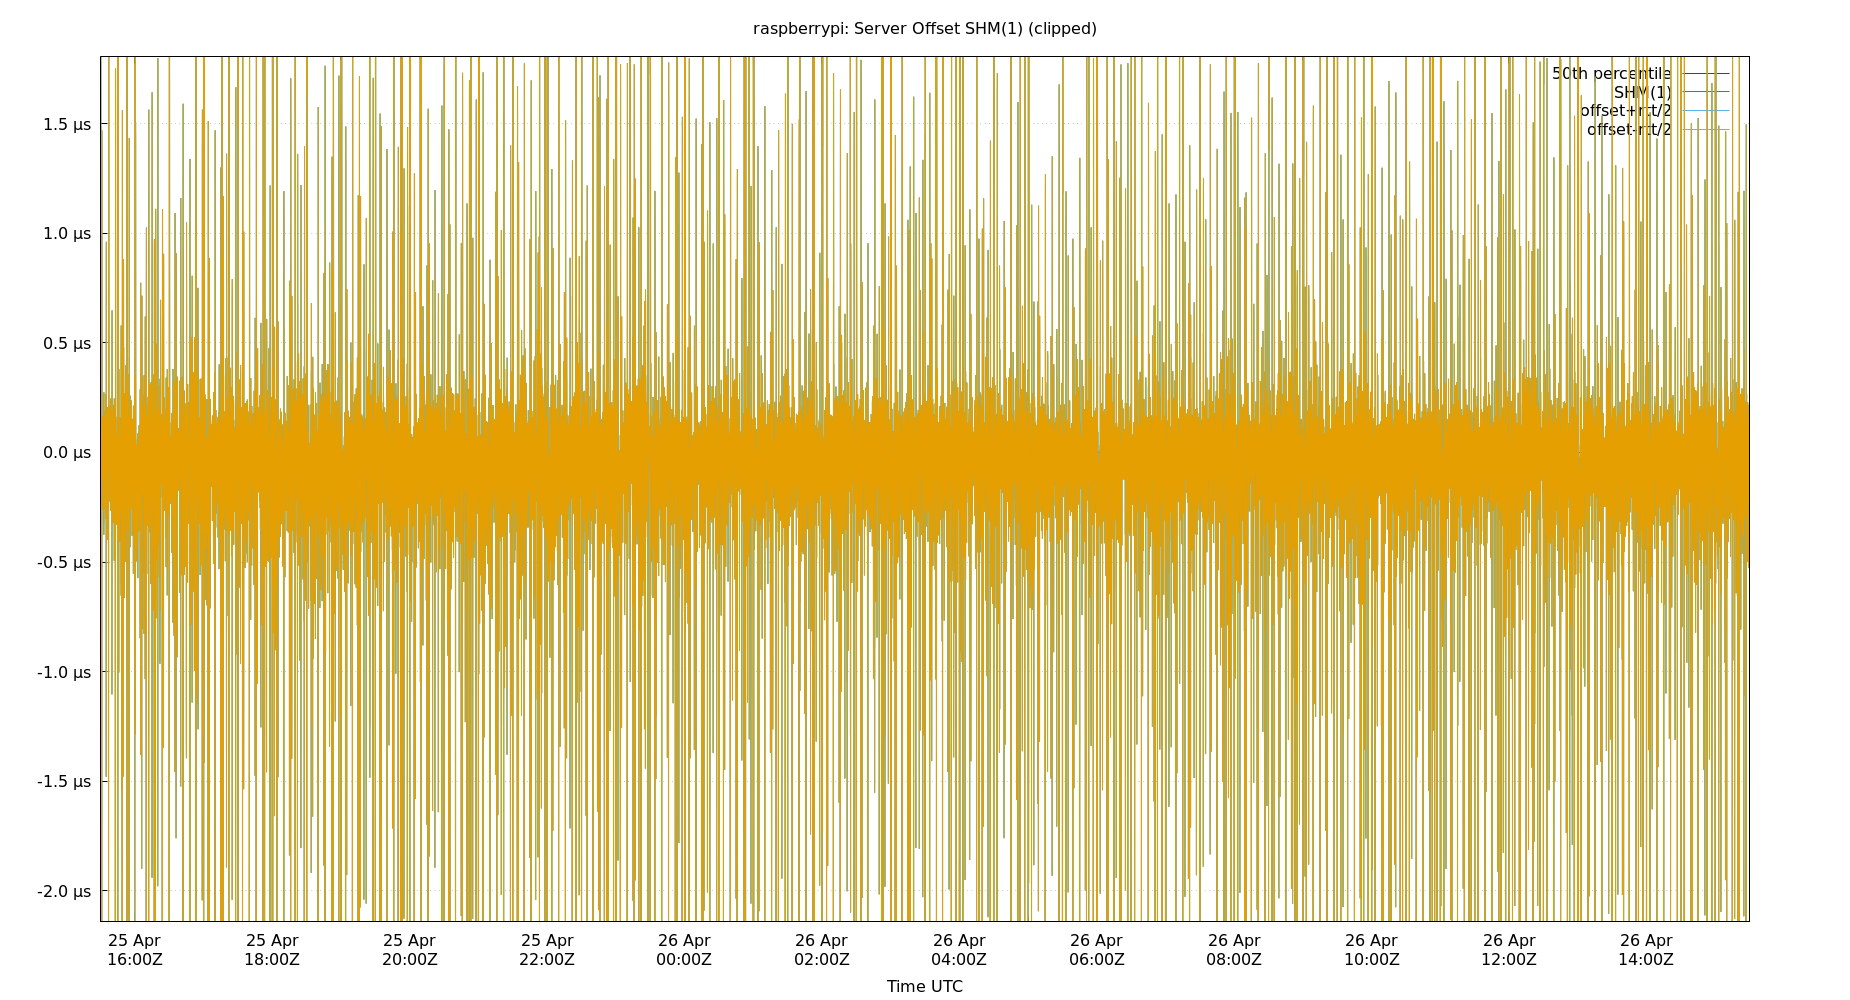 raspberrypi: Server Offset SHM(1) (clipped)
50th percentile
SHM(1)
offset+rtt/2
offset-rtt/2
1.5 µs
1.0 µs
0.5 µs
0.0 µs
-0.5 µs
-1.0 µs
-1.5 µs
-2.0 µs
25 Apr 25 Apr 25 Apr 25 Apr 26 Apr 26 Apr 26 Apr 26 Apr 26 Apr 26 Apr 26 Apr 26 Apr
16:00Z 18:00Z 20:00Z 22:00Z 00:00Z 02:00Z 04:00Z 06:00Z 08:00Z 10:00Z 12:00Z 14:00Z
Time UTC